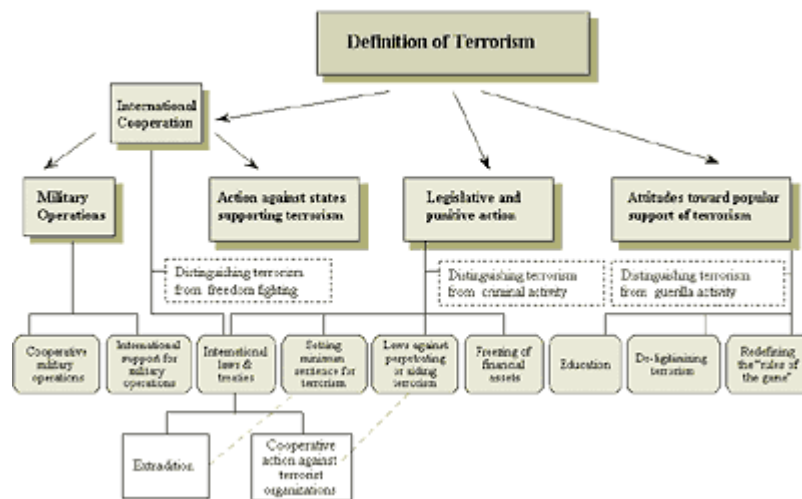 Definition of Terrorism
International
Cooperation
Military
Operations
Action against states
supporting terrorism
Legislative and
punitive action
Attitudes toward popular
support of terrorism
Distinguishing terrorism
from freedom fighting
Distinguishing terrorism
from criminal activity
Distinguishing terrorism
from guerilla activity
Cooperative
military
operations
International
support for
military
operations
International
laws &
treaties
Setting
minimum
sentence for
terrorism
Laws against
perpetrating
or aiding
terrorism
Freezing of
financial
assets
Education
De-ligitimizing
terrorism
Redefining
the "rules of
the game"
Extradition
Cooperative
action against
terrorist
organizations